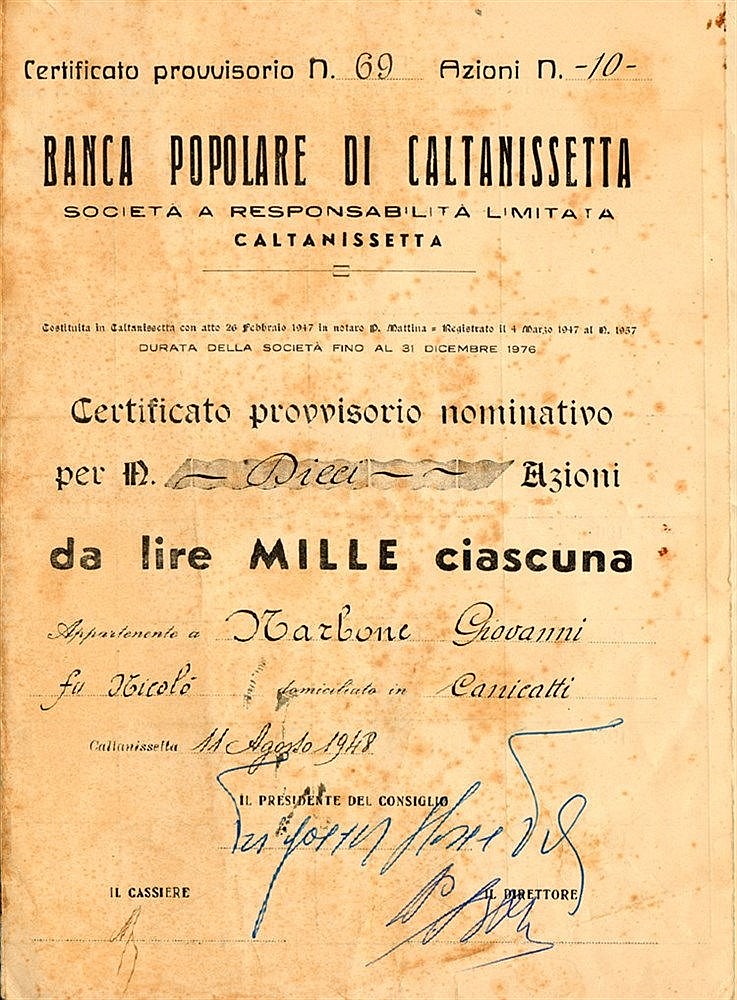 Certificato provvisorio N. 69 Azioni N. -10-
BANCA POPOLARE DI CALTANISSETTA
SOCIETÀ A RESPONSABILITÀ LIMITATA
CALTANISSETTA
Costituita in Caltanissetta con atto 26 Febbraio 1947 in notaro D. Mattina = Registrato il 4 Marzo 1947 al N. 1957
DURATA DELLA SOCIETÀ FINO AL 31 DICEMBRE 1976
Certificato provvisorio nominativo
per N. — Dieci — ~ Azioni
da lire MILLE ciascuna
Appartenente a Narbone Giovanni
fu Nicolò domiciliato in Canicatti
Caltanissetta 11 Agosto 1948
IL PRESIDENTE DEL CONSIGLIO
IL CASSIERE IL DIRETTORE